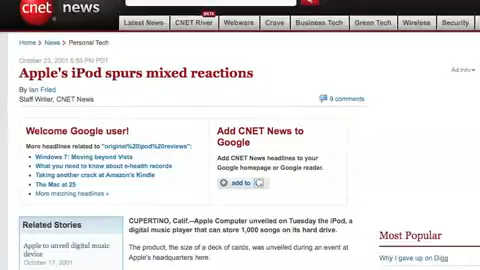 cnet news
BETA
Latest News CNET River Webware Crave Business Tech Green Tech Wireless Security
Home > News > Personal Tech
October 23, 2001 5:55 PM PDT
Apple's iPod spurs mixed reactions
Ad info
By Ian Fried
Staff Writer, CNET News
9 comments
Welcome Google user!
More headlines related to "original%20ipod%20reviews":
• Windows 7: Moving beyond Vista
• What you need to know about e-health records
• Taking another crack at Amazon's Kindle
• The Mac at 25
• More matching headlines »
Add CNET News to
Google
Add CNET News headlines to your
Google homepage or Google reader.
add to
Related Stories
Apple to unveil digital music
device
October 17, 2001
CUPERTINO, Calif.--Apple Computer unveiled on Tuesday the iPod, a
digital music player that can store 1,000 songs on its hard drive.
The product, the size of a deck of cards, was unveiled during an event at
Apple's headquarters here.
Most Popular
Why I gave up on Digg